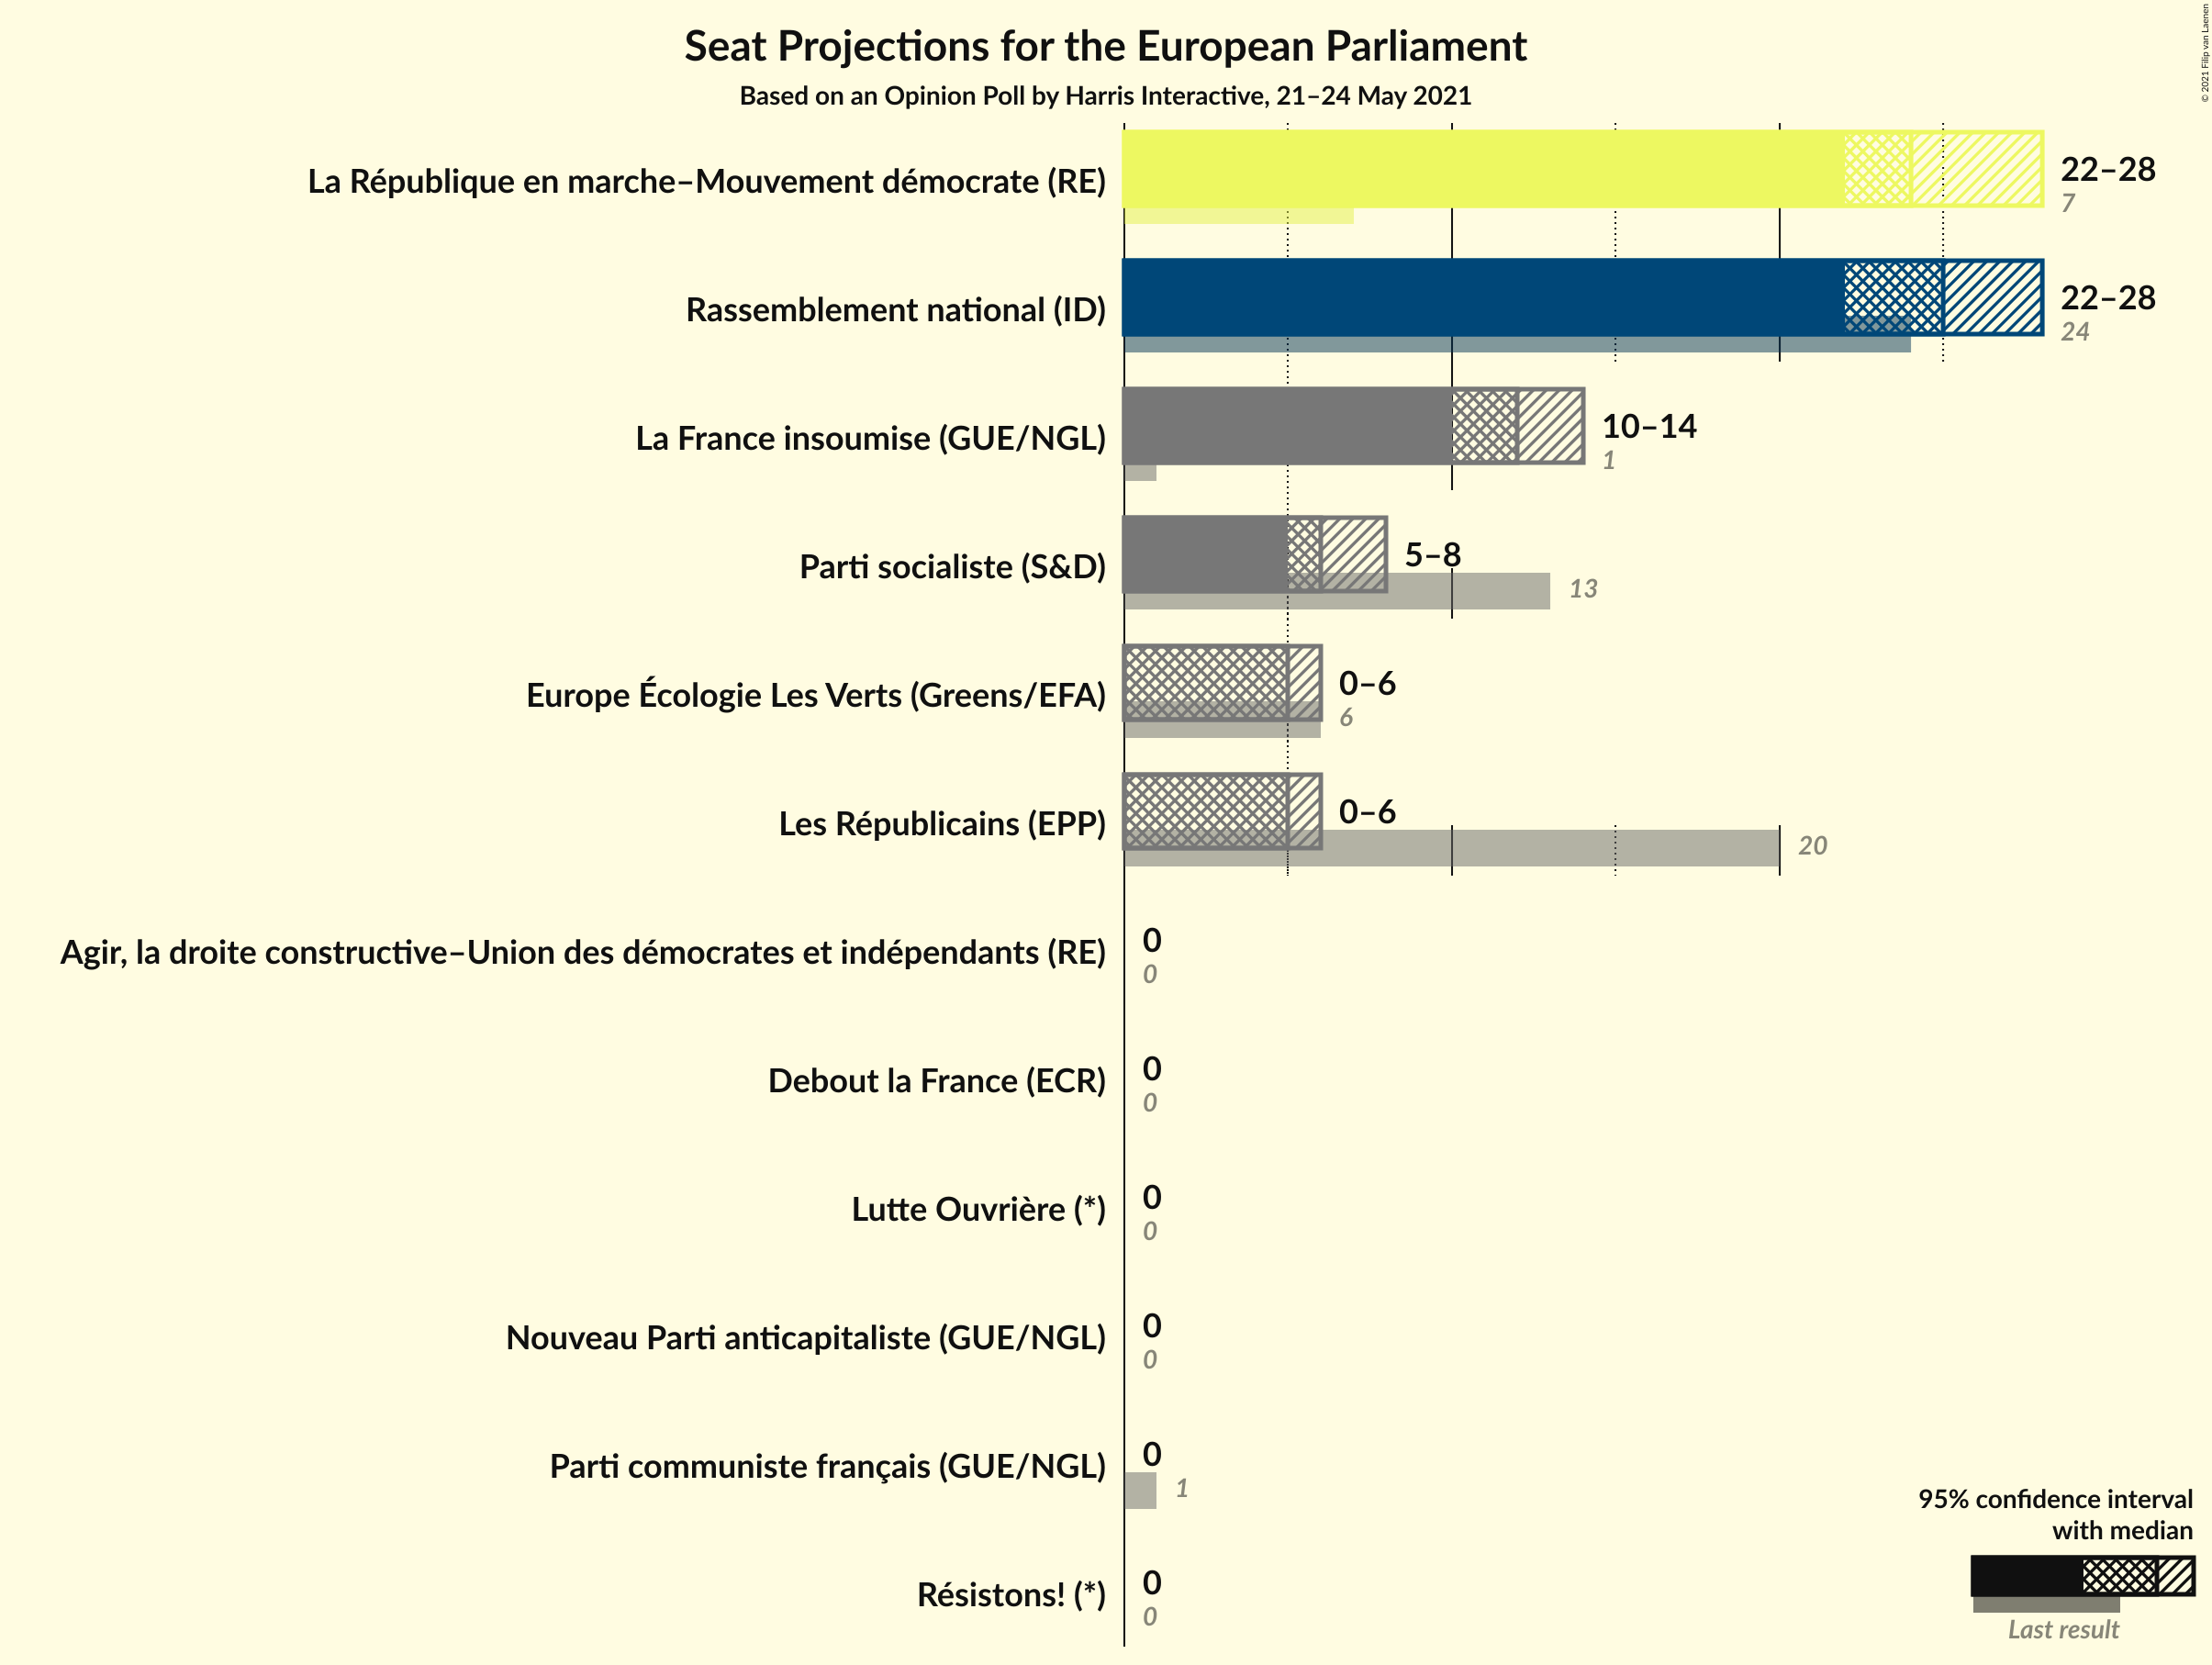 Seat Projections for the European Parliament
Based on an Opinion Poll by Harris Interactive, 21–24 May 2021
© 2021 Filip van Laenen
La République en marche–Mouvement démocrate (RE)
22–28
7
Rassemblement national (ID)
22–28
24
La France insoumise (GUE/NGL)
10–14
1
Parti socialiste (S&D)
5–8
13
Europe Écologie Les Verts (Greens/EFA)
0–6
6
Les Républicains (EPP)
0–6
20
Agir, la droite constructive–Union des démocrates et indépendants (RE)
0
0
Debout la France (ECR)
0
0
Lutte Ouvrière (*)
0
0
Nouveau Parti anticapitaliste (GUE/NGL)
0
0
Parti communiste français (GUE/NGL)
0
1
Résistons! (*)
0
0
95% confidence interval
with median
Last result